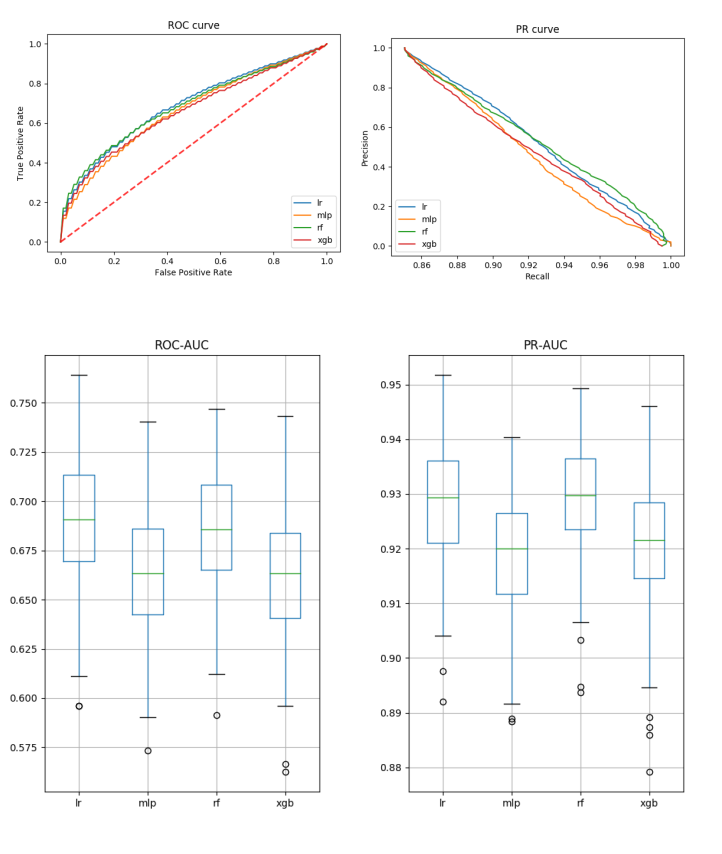 ROC curve
True Positive Rate
1.0
0.8
0.6
0.4
0.2
0.0
0.0 0.2 0.4 0.6 0.8 1.0
False Positive Rate
lr
mlp
rf
xgb
PR curve
Precision
1.0
0.8
0.6
0.4
0.2
0.0
0.86 0.88 0.90 0.92 0.94 0.96 0.98 1.00
Recall
lr
mlp
rf
xgb
ROC-AUC
0.750
0.725
0.700
0.675
0.650
0.625
0.600
0.575
lr mlp rf xgb
PR-AUC
0.95
0.94
0.93
0.92
0.91
0.90
0.89
0.88
lr mlp rf xgb